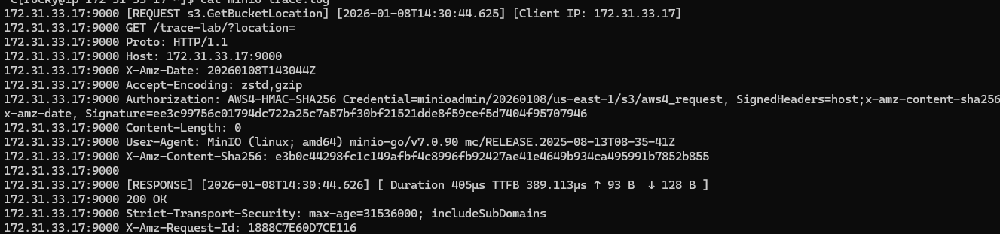 172.31.33.17:9000 [REQUEST s3.GetBucketLocation] [2026-01-08T14:30:44.625] [Client IP: 172.31.33.17]
172.31.33.17:9000 GET /trace-lab/?location=
172.31.33.17:9000 Proto: HTTP/1.1
172.31.33.17:9000 Host: 172.31.33.17:9000
172.31.33.17:9000 X-Amz-Date: 20260108T143044Z
172.31.33.17:9000 Accept-Encoding: zstd,gzip
172.31.33.17:9000 Authorization: AWS4-HMAC-SHA256 Credential=minioadmin/20260108/us-east-1/s3/aws4_request, SignedHeaders=host;x-amz-content-sha256
x-amz-date, Signature=ee3c99756c01794dc722a25c7a57bf30bf21521dde8f59cef5d7404f95707946
172.31.33.17:9000 Content-Length: 0
172.31.33.17:9000 User-Agent: MinIO (linux; amd64) minio-go/v7.0.90 mc/RELEASE.2025-08-13T08-35-41Z
172.31.33.17:9000 X-Amz-Content-Sha256: e3b0c44298fc1c149afbf4c8996fb92427ae41e4649b934ca495991b7852b855
172.31.33.17:9000
172.31.33.17:9000 [RESPONSE] [2026-01-08T14:30:44.626] [ Duration 405µs TTFB 389.113µs ↑ 93 B  ↓ 128 B ]
172.31.33.17:9000 200 OK
172.31.33.17:9000 Strict-Transport-Security: max-age=31536000; includeSubDomains
172.31.33.17:9000 X-Amz-Request-Id: 1888C7E60D7CE116